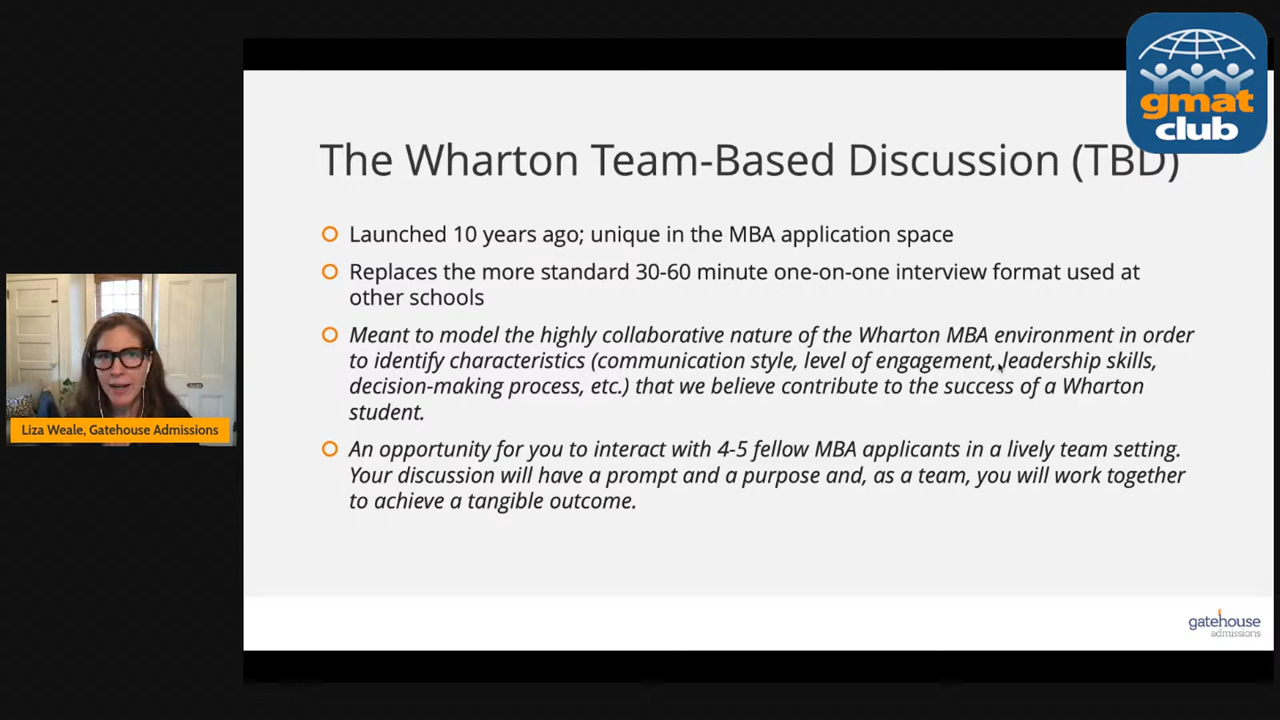 gmat
club
The Wharton Team-Based Discussion (TBD)
Launched 10 years ago; unique in the MBA application space
Replaces the more standard 30-60 minute one-on-one interview format used at
other schools
Meant to model the highly collaborative nature of the Wharton MBA environment in order
to identify characteristics (communication style, level of engagement, leadership skills,
decision-making process, etc.) that we believe contribute to the success of a Wharton
student.
An opportunity for you to interact with 4-5 fellow MBA applicants in a lively team setting.
Your discussion will have a prompt and a purpose and, as a team, you will work together
to achieve a tangible outcome.
Liza Weale, Gatehouse Admissions
gatehouse
admissions